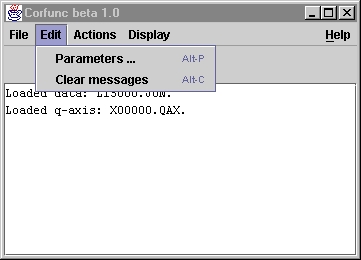 Corfunc beta 1.0
File Edit Actions Display Help
Parameters ... Alt-P
Clear messages Alt-C
Loaded data:
Loaded q-axis: X00000.QAX.